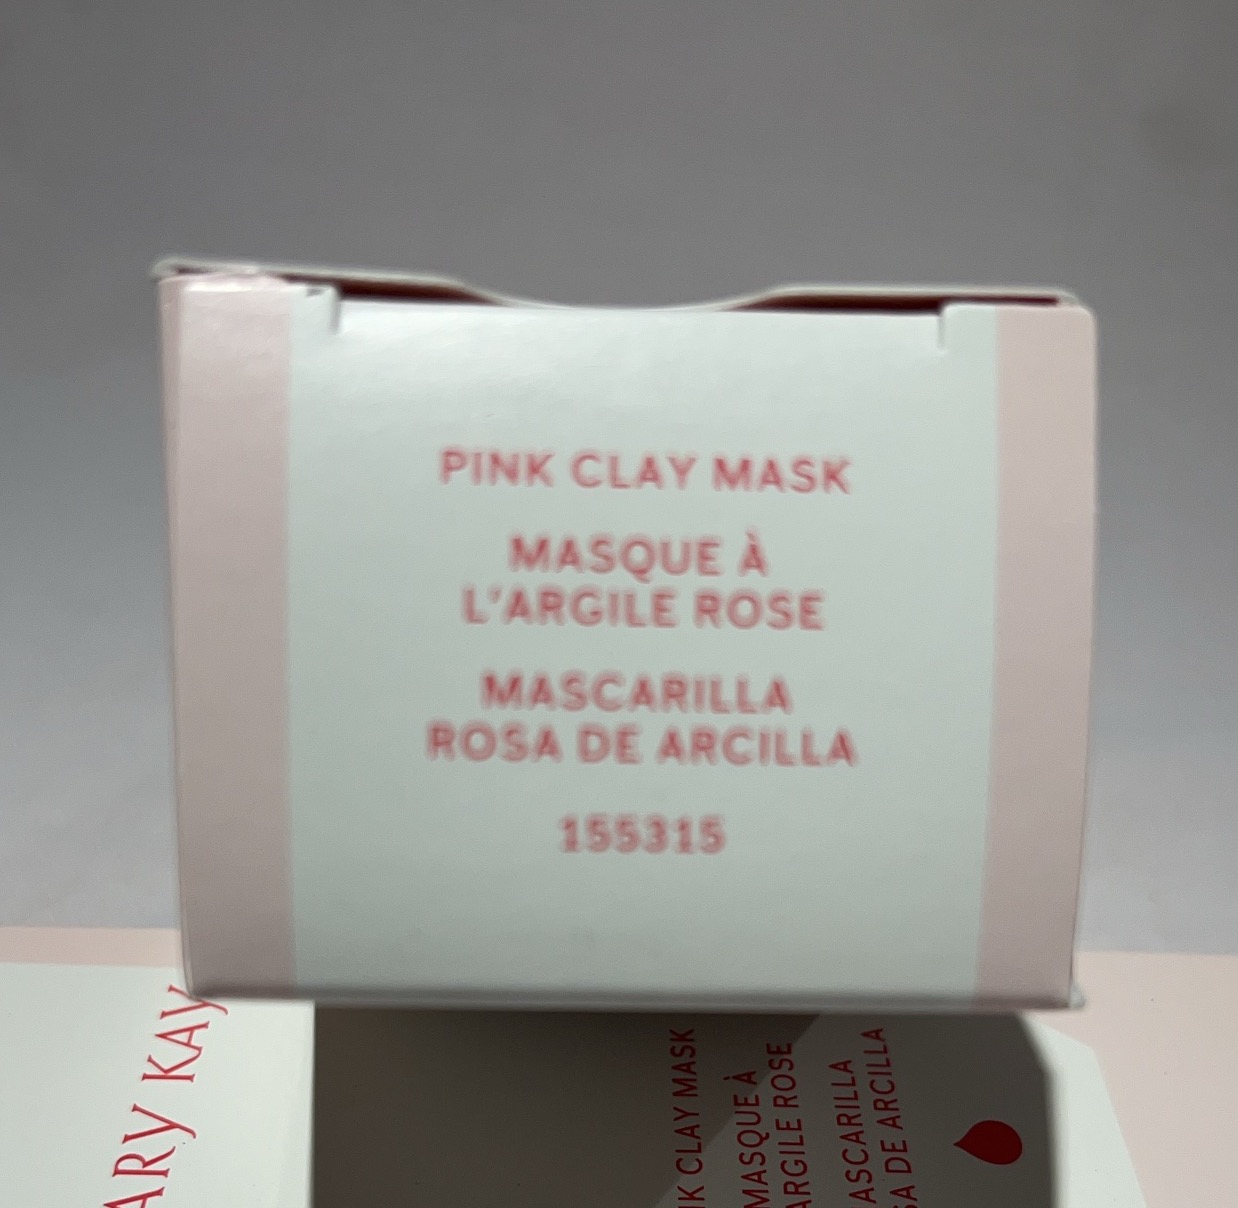 PINK CLAY MASK
MASQUE À
L'ARGILE ROSE
MASCARILLA
ROSA DE ARCILLA
155315
ARY KAY
NK CLAY MASK
MASQUE À
ARGILE ROSE
ASCARILLA
SA DE ARCILLA